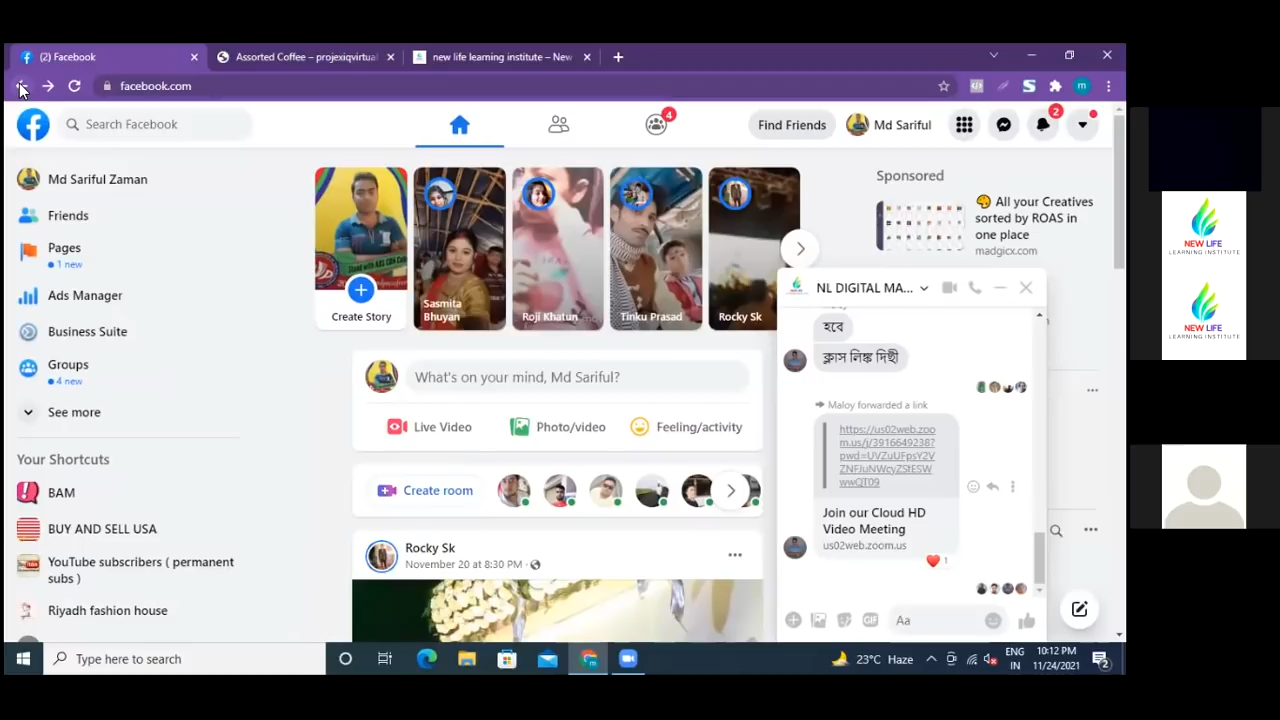 (2) Facebook
Assorted Coffee – projexiqvirtual
new life learning institute – New
facebook.com
Search Facebook
4
Find Friends
Md Sariful
2
Md Sariful Zaman
Friends
Pages
1 new
Ads Manager
Business Suite
Groups
4 new
See more
Your Shortcuts
BAM
BUY AND SELL USA
YouTube subscribers ( permanent
subs )
Riyadh fashion house
Create Story
Sasmita
Bhuyan
Roji Khatun
Tinku Prasad
Rocky Sk
What's on your mind, Md Sariful?
Live Video
Photo/video
Feeling/activity
Create room
Rocky Sk
November 20 at 8:30 PM ·
Sponsored
All your Creatives
sorted by ROAS in
one place
madgicx.com
NL DIGITAL MA...
হবে
ক্লাস লিঙ্ক দিছী
Maloy forwarded a link
https://us02web.zoo
m.us/j/3916649238?
pwd=UVZuUFpsY2V
ZNFJuNWcyZSfESW
wwQT09
Join our Cloud HD
Video Meeting
us02web.zoom.us
1
GIF
Aa
NEW LIFE
LEARNING INSTITUTE
NEW LIFE
LEARNING INSTITUTE
Type here to search
23°C Haze
ENG
IN
10:12 PM
11/24/2021
2